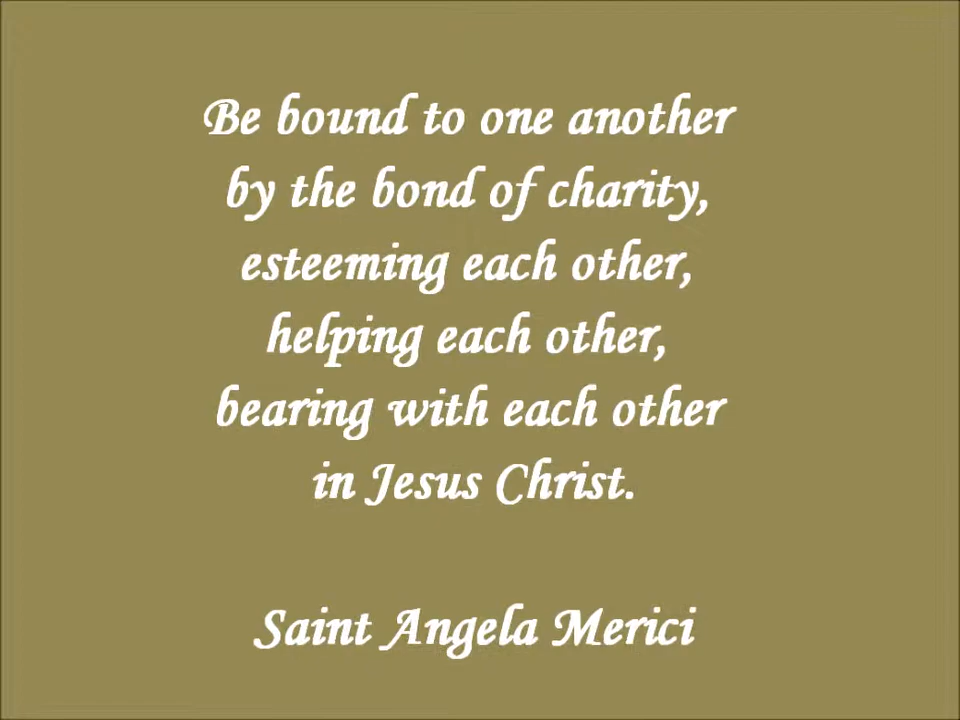 Be bound to one another
by the bond of charity,
esteeming each other,
helping each other,
bearing with each other
in Jesus Christ.
Saint Angela Merici